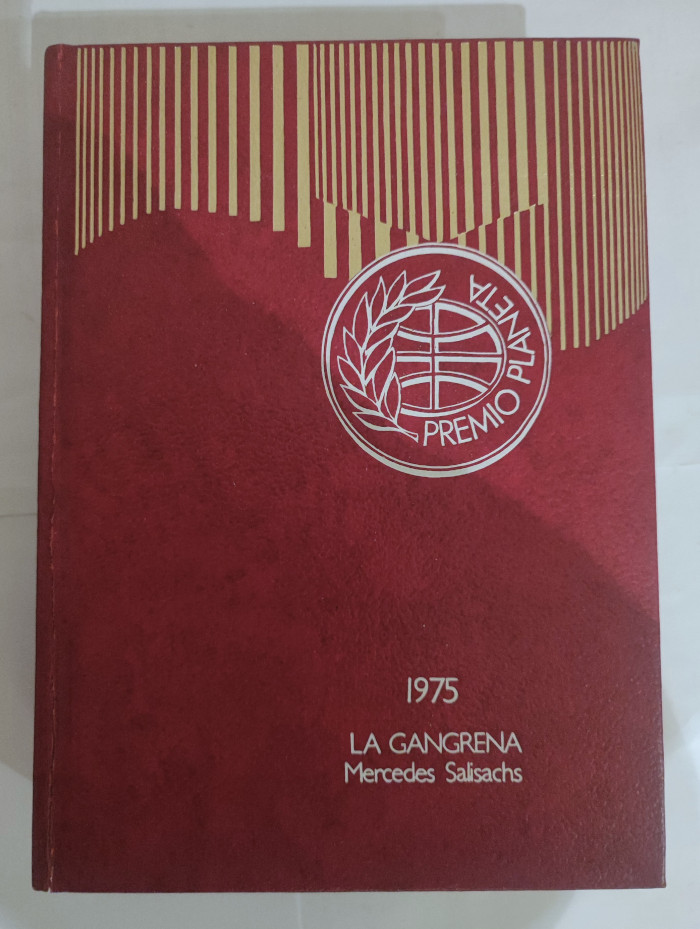 PREMIO PLANETA
1975
LA GANGRENA
Mercedes Salisachs